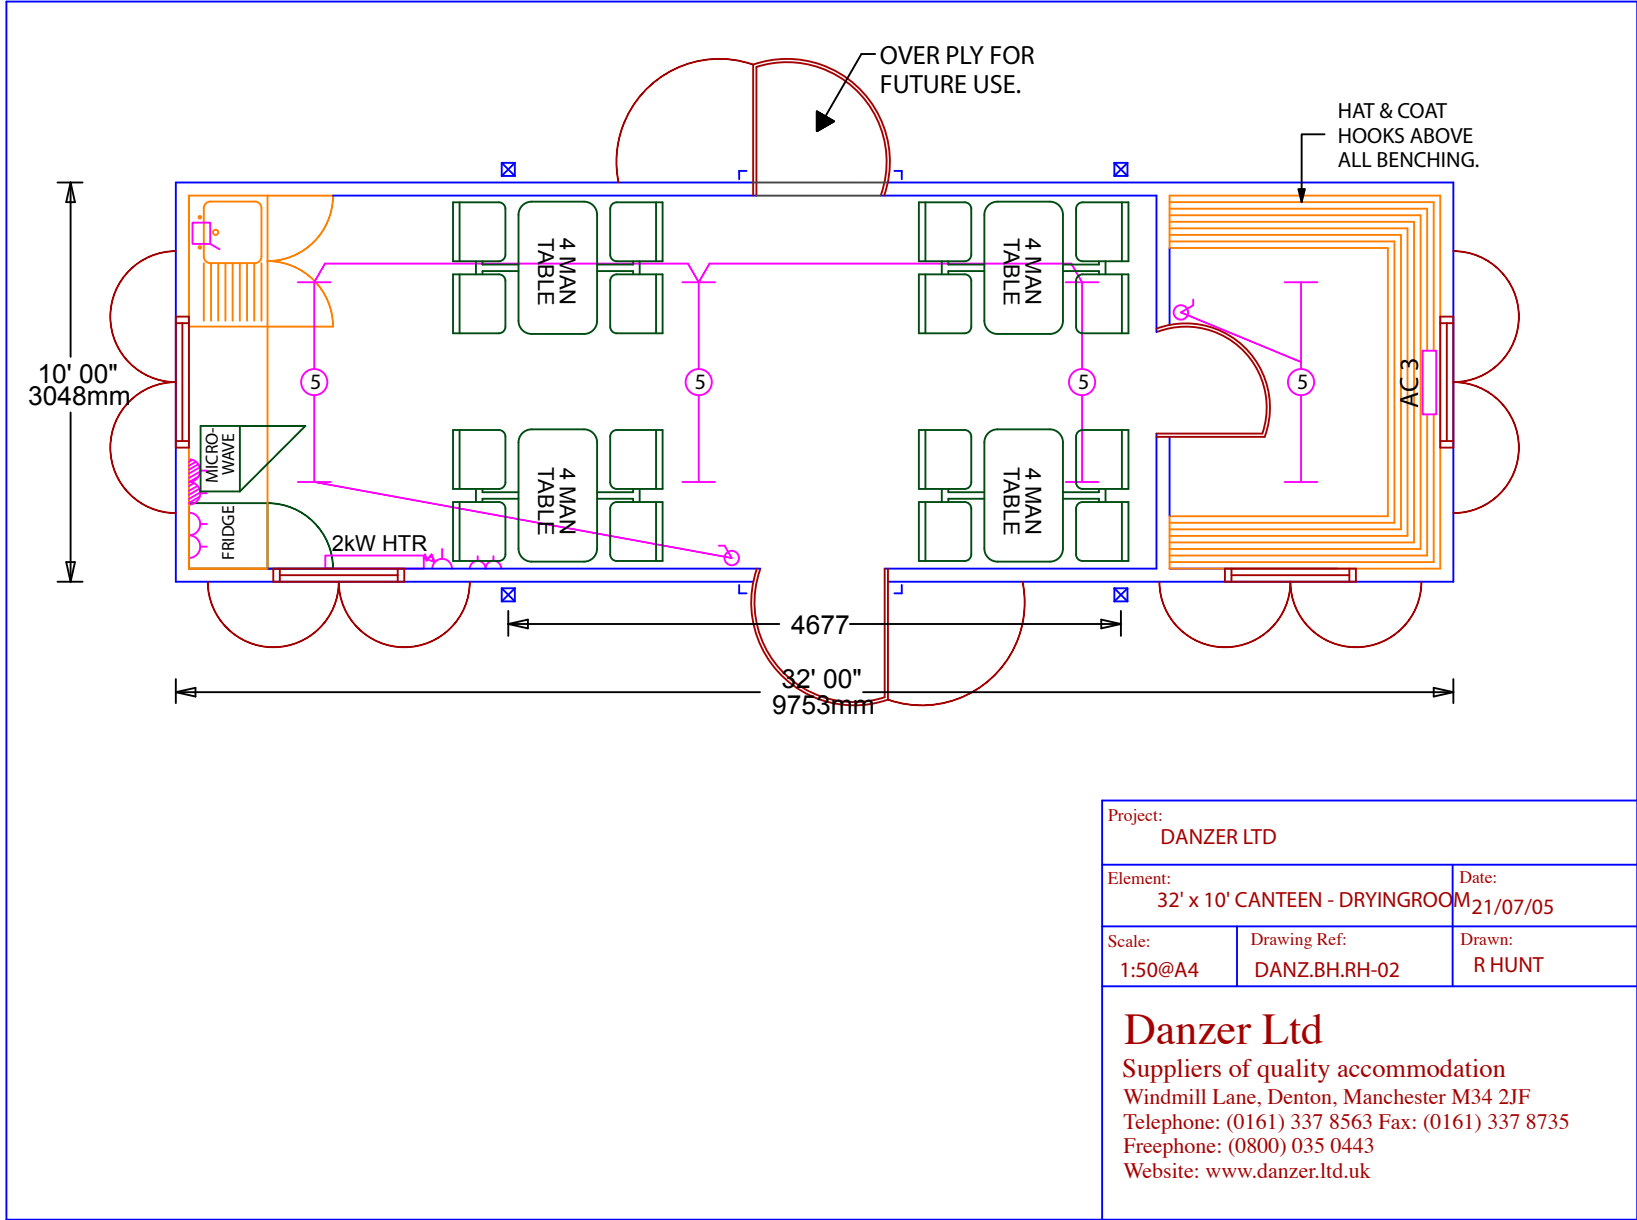 OVER PLY FOR
FUTURE USE.
HAT & COAT
HOOKS ABOVE
ALL BENCHING.
4 MAN
TABLE
4 MAN
TABLE
10' 00"
3048mm
5
5
5
5
AC 3
MICRO-
WAVE
FRIDGE
2kW HTR
4 MAN
TABLE
4 MAN
TABLE
4677
32' 00"
9753mm
Project:
DANZER LTD
Element:
32' x 10' CANTEEN - DRYINGROOM
Date:
21/07/05
Scale:
1:50@A4
Drawing Ref:
DANZ.BH.RH-02
Drawn:
R HUNT
Danzer Ltd
Suppliers of quality accommodation
Windmill Lane, Denton, Manchester M34 2JF
Telephone: (0161) 337 8563 Fax: (0161) 337 8735
Freephone: (0800) 035 0443
Website: www.danzer.ltd.uk